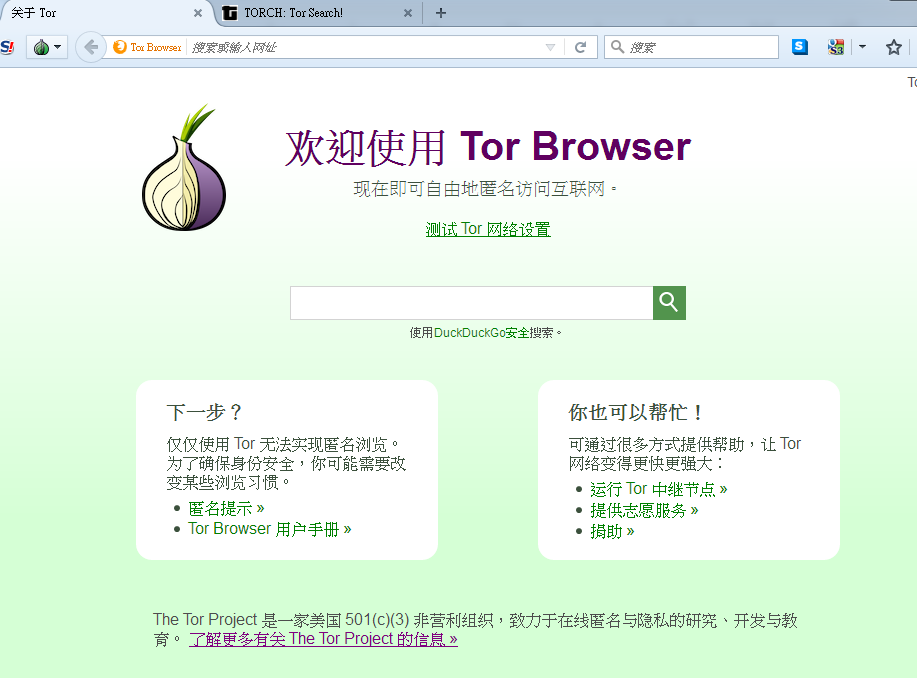 关于 Tor
TORCH: Tor Search!
Tor Browser 搜索或输入网址
搜索
欢迎使用 Tor Browser
现在即可自由地匿名访问互联网。
测试 Tor 网络设置
使用DuckDuckGo安全搜索。
下一步？
仅仅使用 Tor 无法实现匿名浏览。
为了确保身份安全，你可能需要改
变某些浏览习惯。
匿名提示 »
Tor Browser 用户手册 »
你也可以帮忙！
可通过很多方式提供帮助，让 Tor
网络变得更快更强大：
运行 Tor 中继节点 »
提供志愿服务 »
捐助 »
The Tor Project 是一家美国 501(c)(3) 非营利组织，致力于在线匿名与隐私的研究、开发与教
育。 了解更多有关 The Tor Project 的信息 »